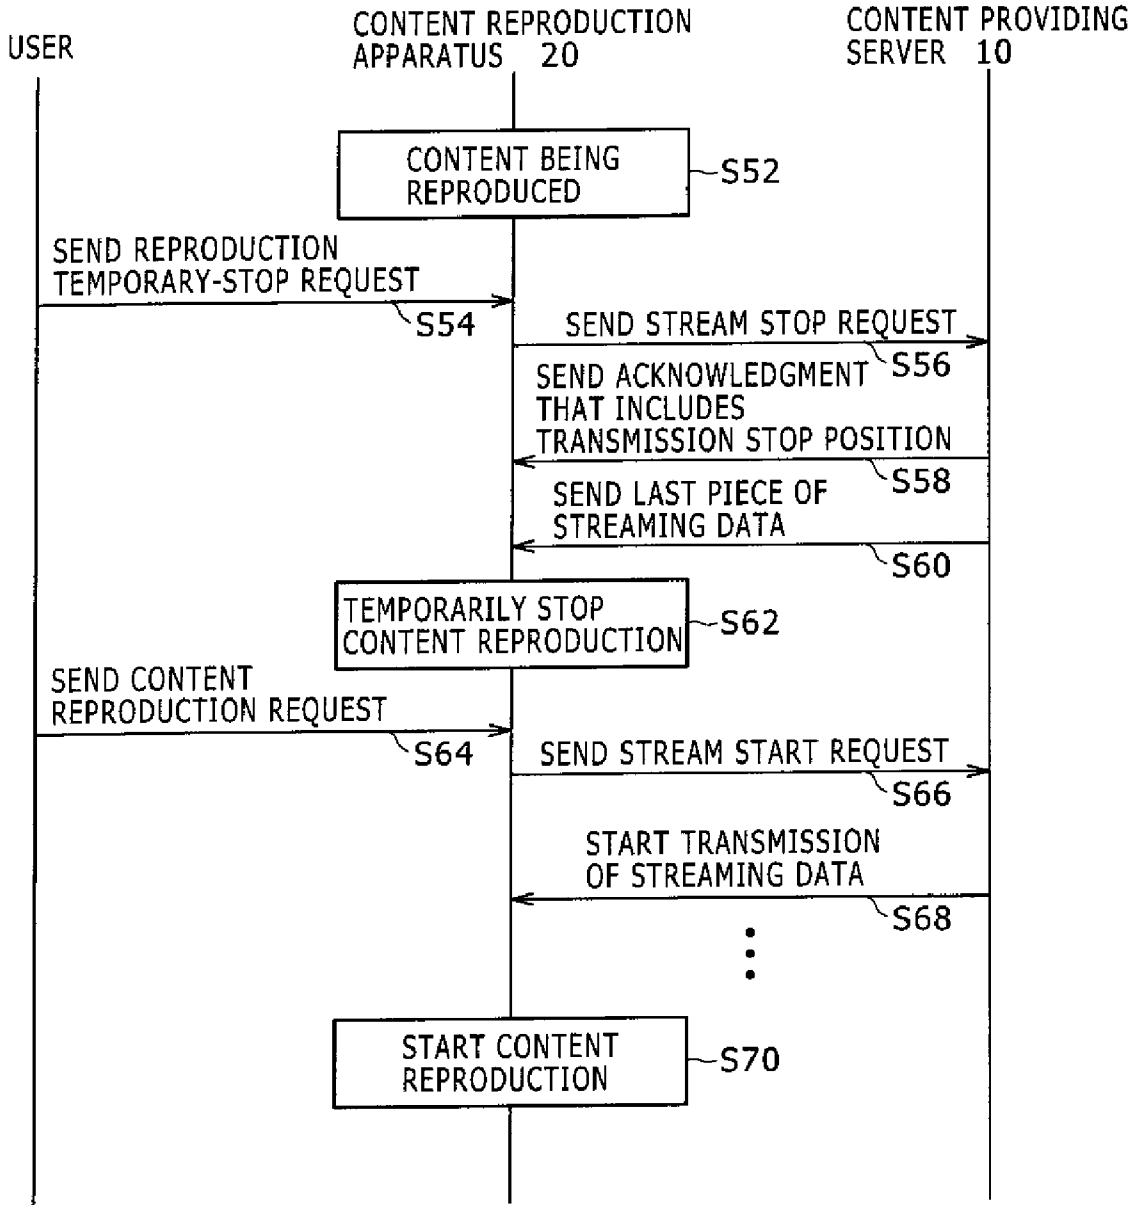 USER
CONTENT REPRODUCTION
APPARATUS 20
CONTENT PROVIDING
SERVER 10
CONTENT BEING
REPRODUCED
S52
SEND REPRODUCTION
TEMPORARY-STOP REQUEST
S54
SEND STREAM STOP REQUEST
S56
SEND ACKNOWLEDGMENT
THAT INCLUDES
TRANSMISSION STOP POSITION
S58
SEND LAST PIECE OF
STREAMING DATA
S60
TEMPORARILY STOP
CONTENT REPRODUCTION
S62
SEND CONTENT
REPRODUCTION REQUEST
S64
SEND STREAM START REQUEST
S66
START TRANSMISSION
OF STREAMING DATA
S68
START CONTENT
REPRODUCTION
S70